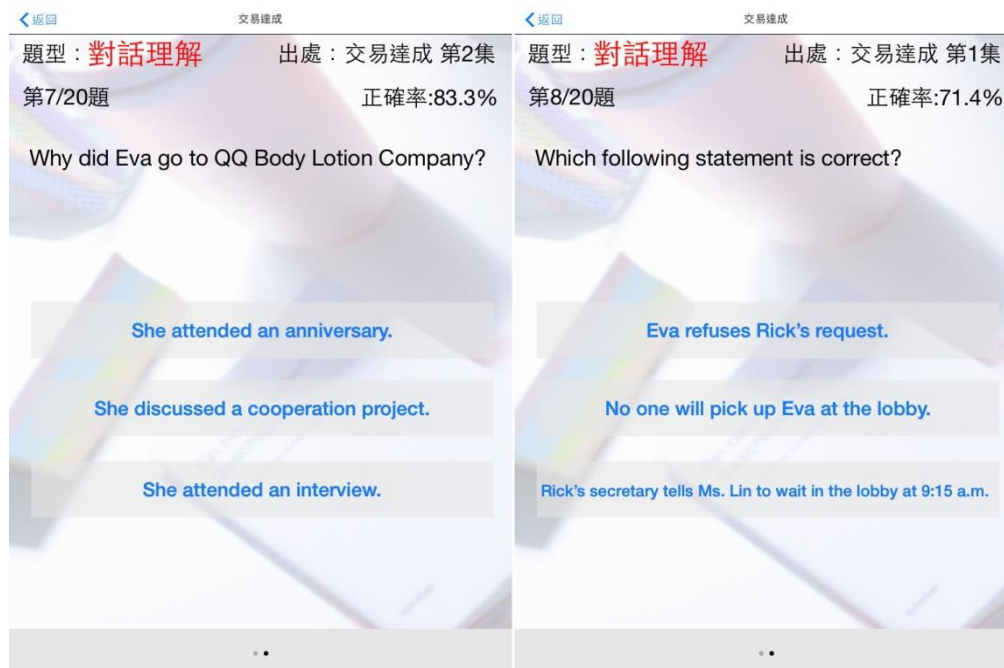 返回
交易達成
題型：對話理解 出處：交易達成 第2集
第7/20題 正確率:83.3%
Why did Eva go to QQ Body Lotion Company?
She attended an anniversary.
She discussed a cooperation project.
She attended an interview.
返回
交易達成
題型：對話理解 出處：交易達成 第1集
第8/20題 正確率:71.4%
Which following statement is correct?
Eva refuses Rick's request.
No one will pick up Eva at the lobby.
Rick's secretary tells Ms. Lin to wait in the lobby at 9:15 a.m.